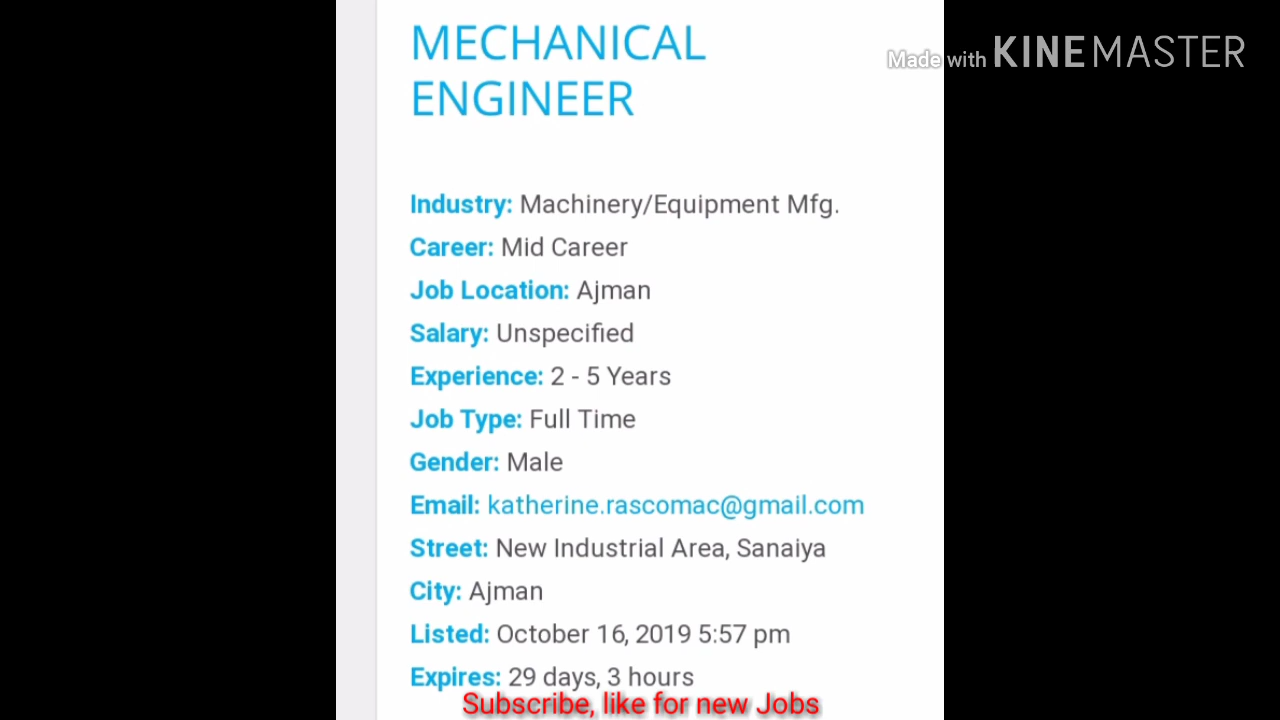 MECHANICAL
ENGINEER
Made with KINEMASTER
Industry: Machinery/Equipment Mfg.
Career: Mid Career
Job Location: Ajman
Salary: Unspecified
Experience: 2 - 5 Years
Job Type: Full Time
Gender: Male
Email: katherine.rascomac@gmail.com
Street: New Industrial Area, Sanaiya
City: Ajman
Listed: October 16, 2019 5:57 pm
Expires: 29 days, 3 hours
Subscribe, like for new Jobs